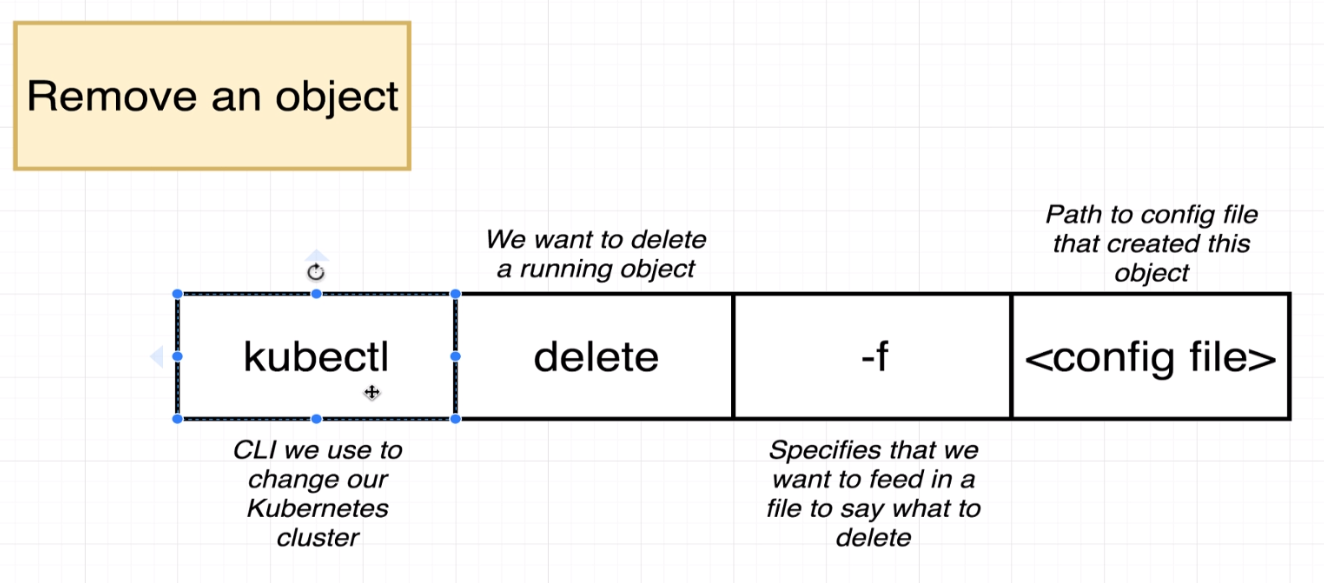 Remove an object
We want to delete
a running object
Path to config file
that created this
object
kubectl
delete
-f
<config file>
CLI we use to
change our
Kubernetes
cluster
Specifies that we
want to feed in a
file to say what to
delete